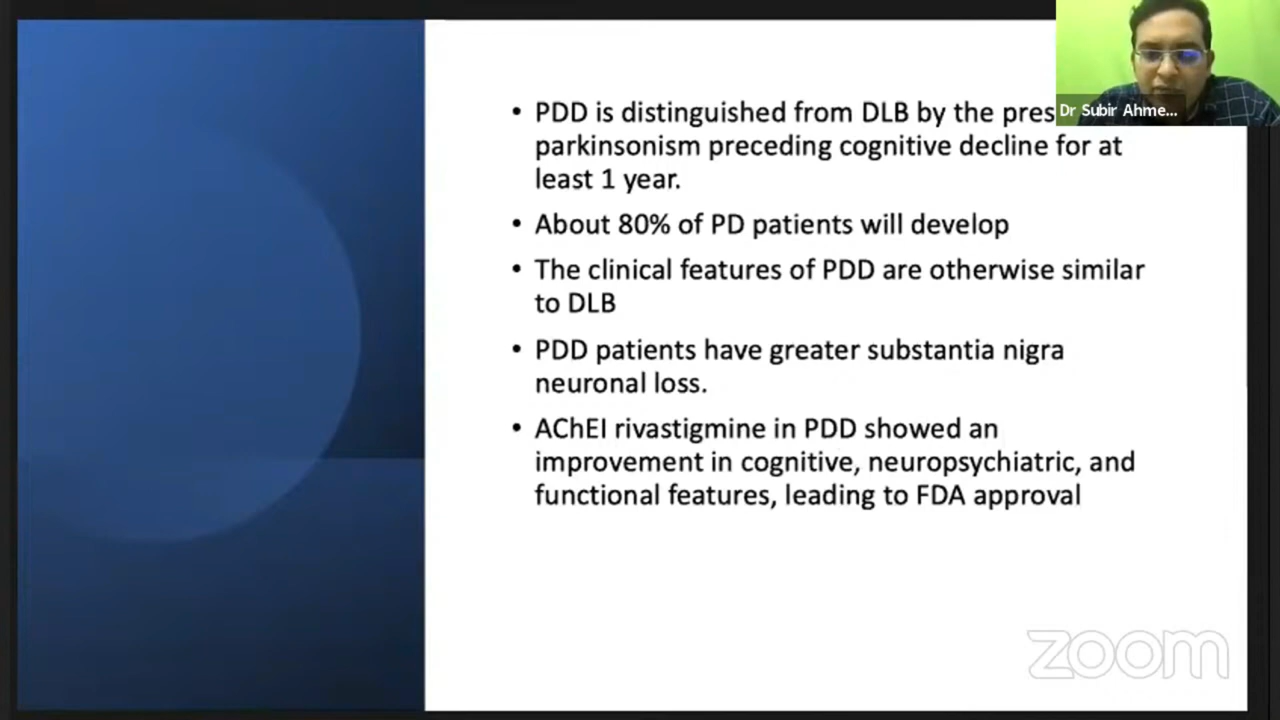 • PDD is distinguished from DLB by the pres
parkinsonism preceding cognitive decline for at
least 1 year.
• About 80% of PD patients will develop
• The clinical features of PDD are otherwise similar
to DLB
• PDD patients have greater substantia nigra
neuronal loss.
• AChEI rivastigmine in PDD showed an
improvement in cognitive, neuropsychiatric, and
functional features, leading to FDA approval
Dr Subir Ahme...
zoom